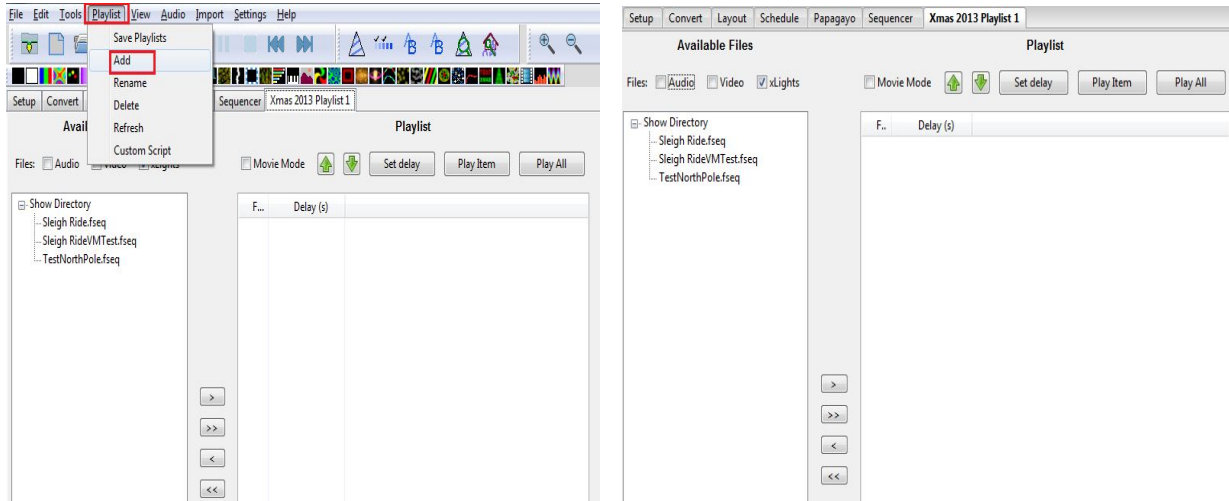 File Edit Tools Playlist View Audio Import Settings Help
Save Playlists
Add
Rename
Delete
Refresh
Custom Script
Setup Convert Sequencer Xmas 2013 Playlist 1
Avail Playlist
Files: Audio Movie Mode Set delay Play Item Play All
Show Directory
Sleigh Ride.fseq
Sleigh RideVMTest.fseq
TestNorthPole.fseq
F... Delay (s)
>
>>
<
<<
Setup Convert Layout Schedule Papagayo Sequencer Xmas 2013 Playlist 1
Available Files Playlist
Files: Audio Video xLights Movie Mode Set delay Play Item Play All
Show Directory
Sleigh Ride.fseq
Sleigh RideVMTest.fseq
TestNorthPole.fseq
F.. Delay (s)
>
>>
<
<<